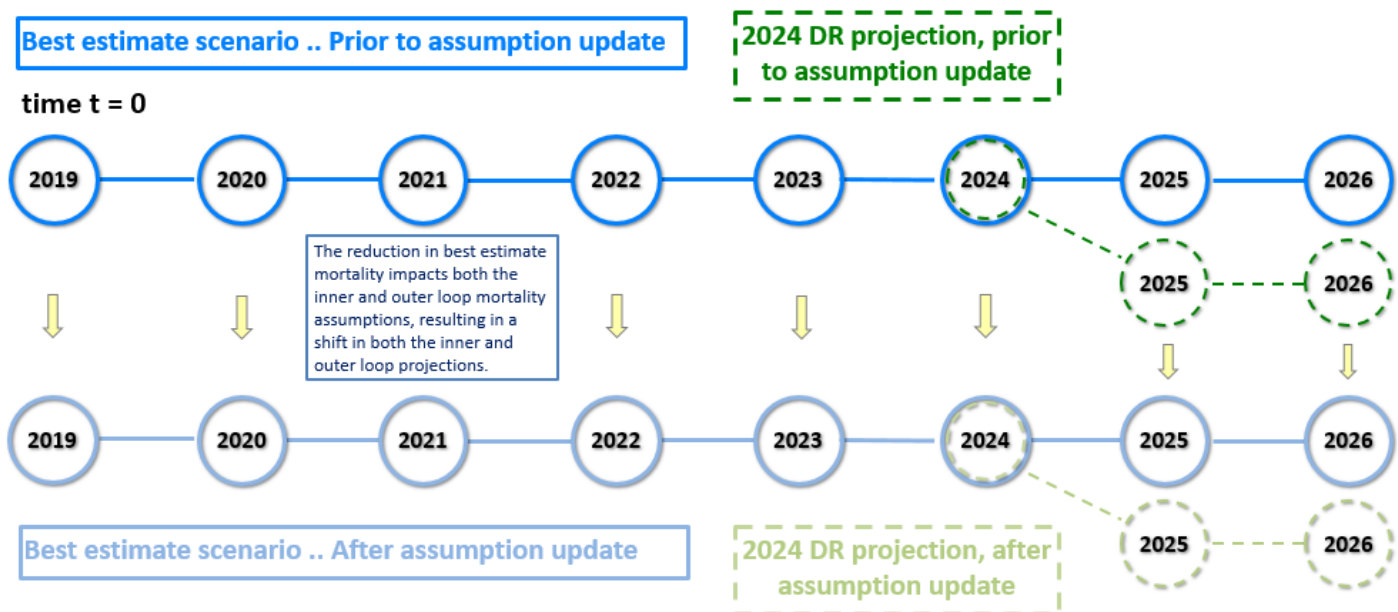 Best estimate scenario .. Prior to assumption update
2024 DR projection, prior
to assumption update
time t = 0
2019
2020
2021
2022
2023
2024
2025
2026
The reduction in best estimate
mortality impacts both the
inner and outer loop mortality
assumptions, resulting in a
shift in both the inner and
outer loop projections.
2025
2026
2019
2020
2021
2022
2023
2024
2025
2026
2025
2026
Best estimate scenario .. After assumption update
2024 DR projection, after
assumption update